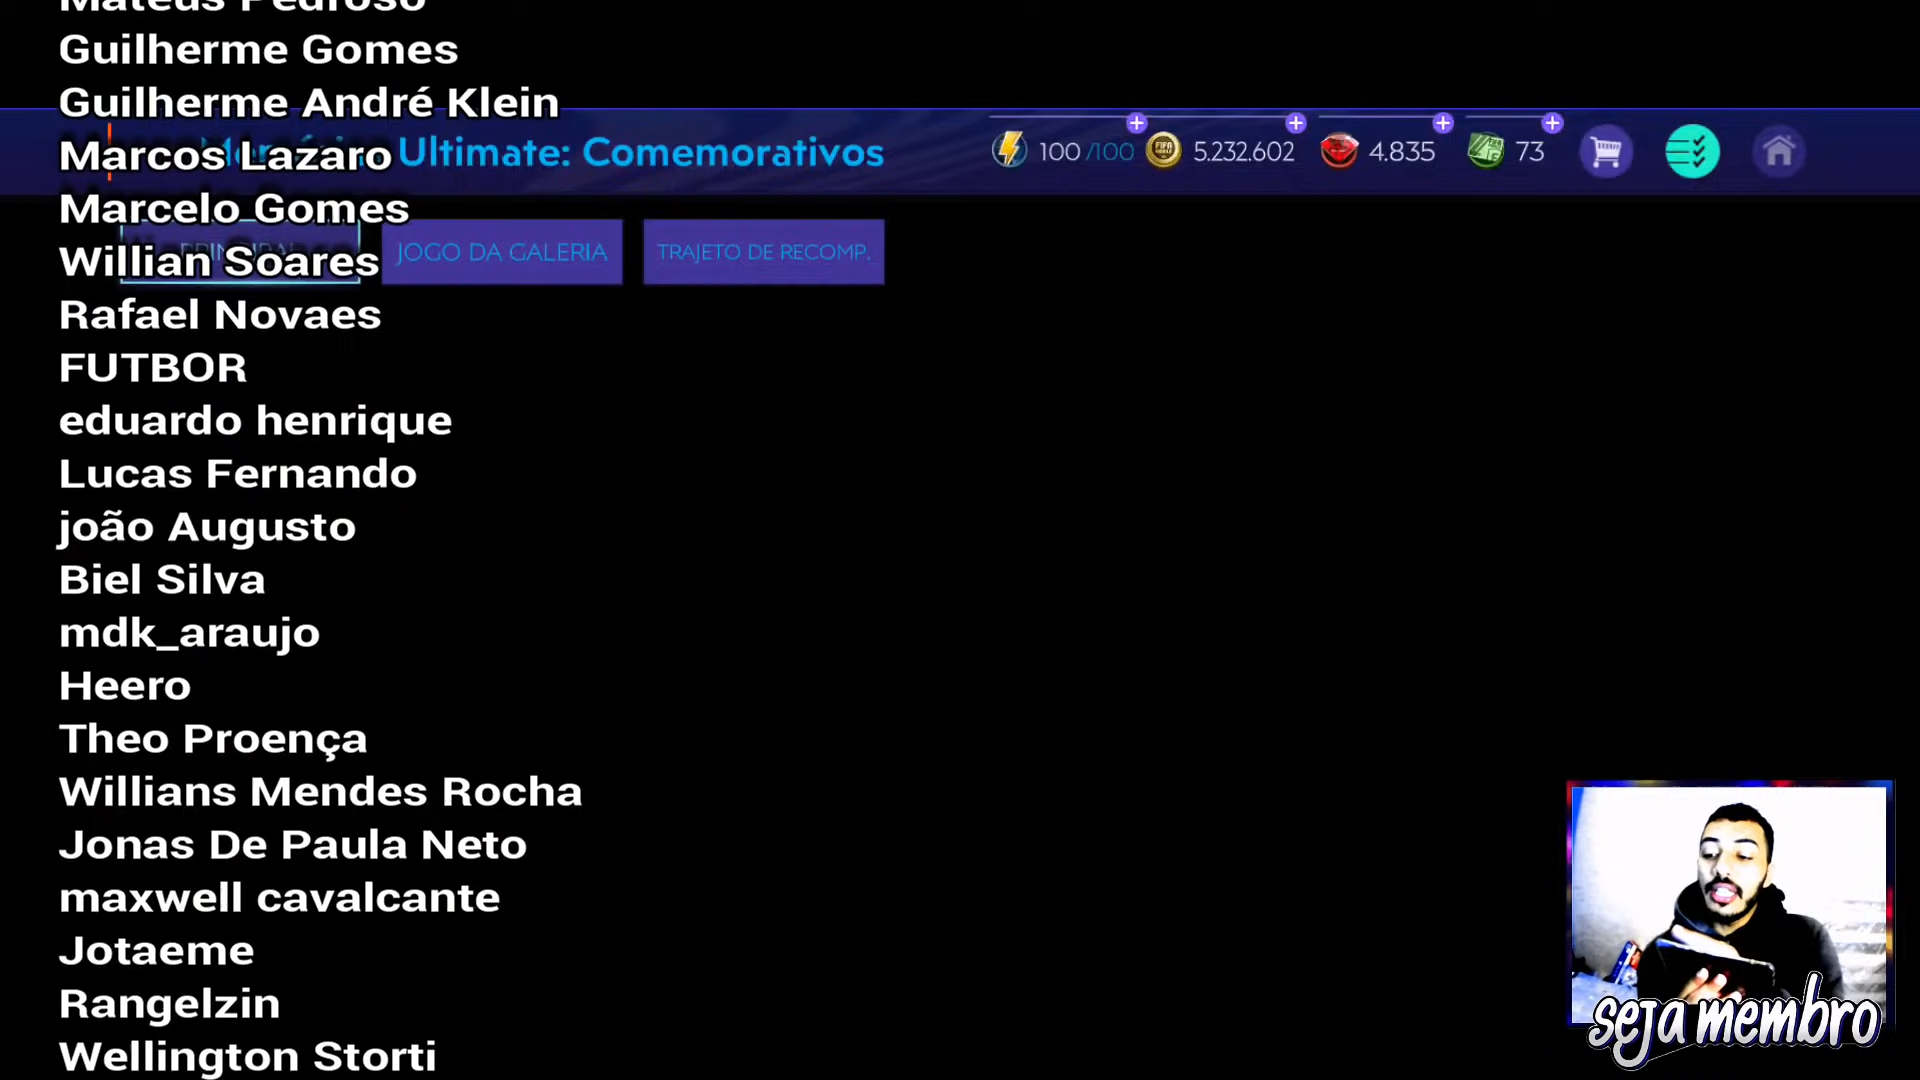 Mateus Pedroso
Guilherme Gomes
Guilherme André Klein
Ultimate: Comemorativos
100/100
5.232.602
4.835
73
Marcos Lazaro
Marcelo Gomes
JOGO DA GALERIA
TRAJETO DE RECOMP.
Willian Soares
Rafael Novaes
FUTBOR
eduardo henrique
Lucas Fernando
joão Augusto
Biel Silva
mdk_araujo
Heero
Theo Proença
Willians Mendes Rocha
Jonas De Paula Neto
maxwell cavalcante
Jotaeme
Rangelzin
Wellington Storti
seja membro